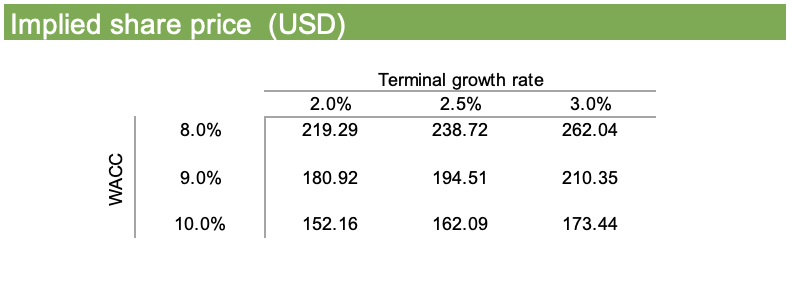 Implied share price (USD)
Terminal growth rate
2.0% 2.5% 3.0%
8.0% 219.29 238.72 262.04
WACC
9.0% 180.92 194.51 210.35
10.0% 152.16 162.09 173.44